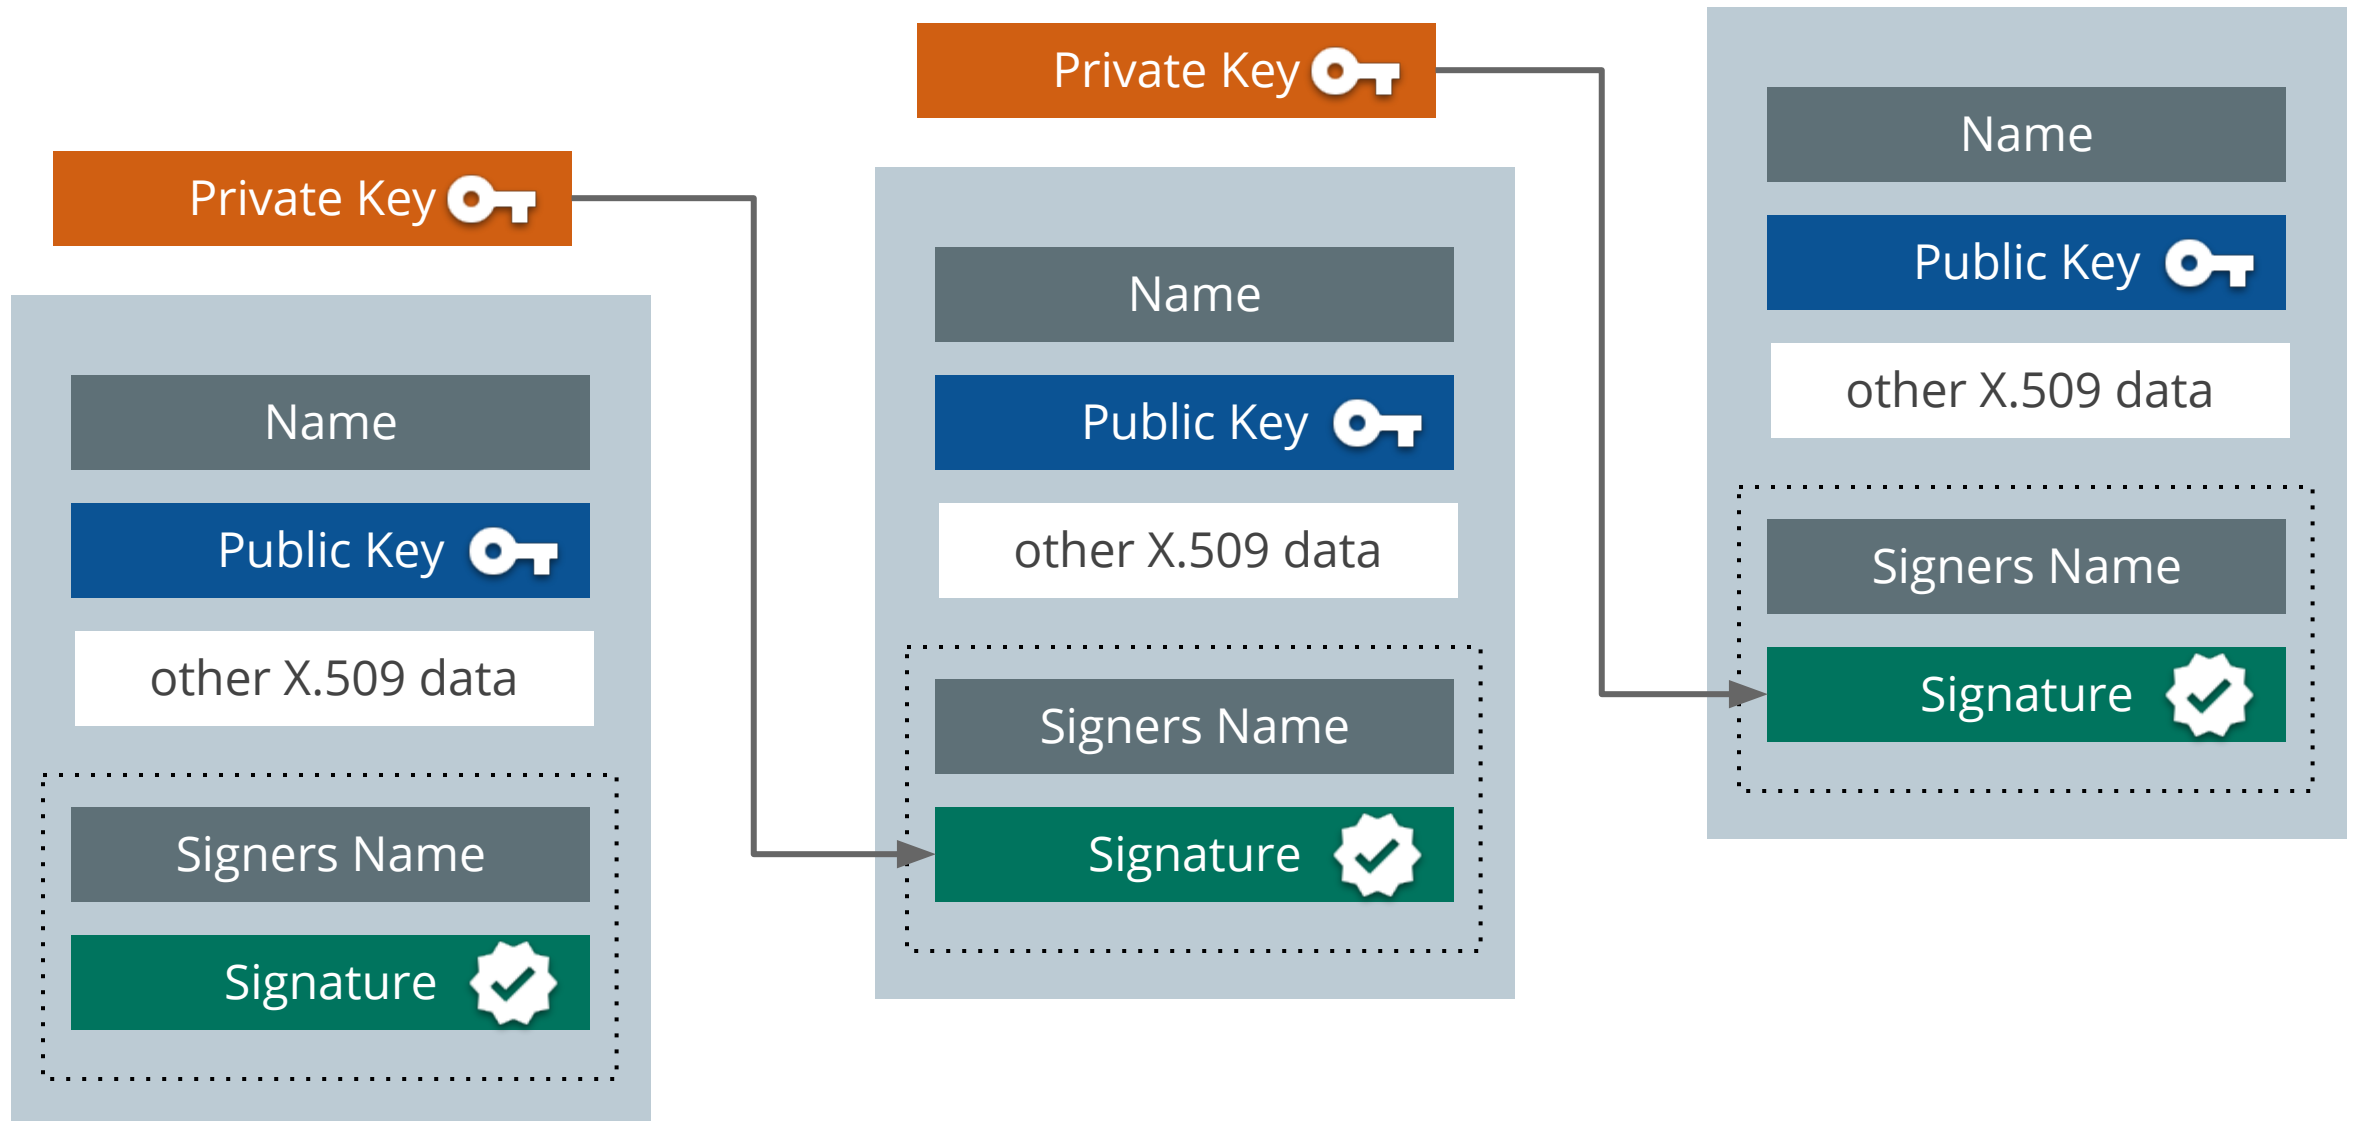 Private Key
Name
Public Key
other X.509 data
Signers Name
Signature
Private Key
Name
Public Key
other X.509 data
Signers Name
Signature
Name
Public Key
other X.509 data
Signers Name
Signature